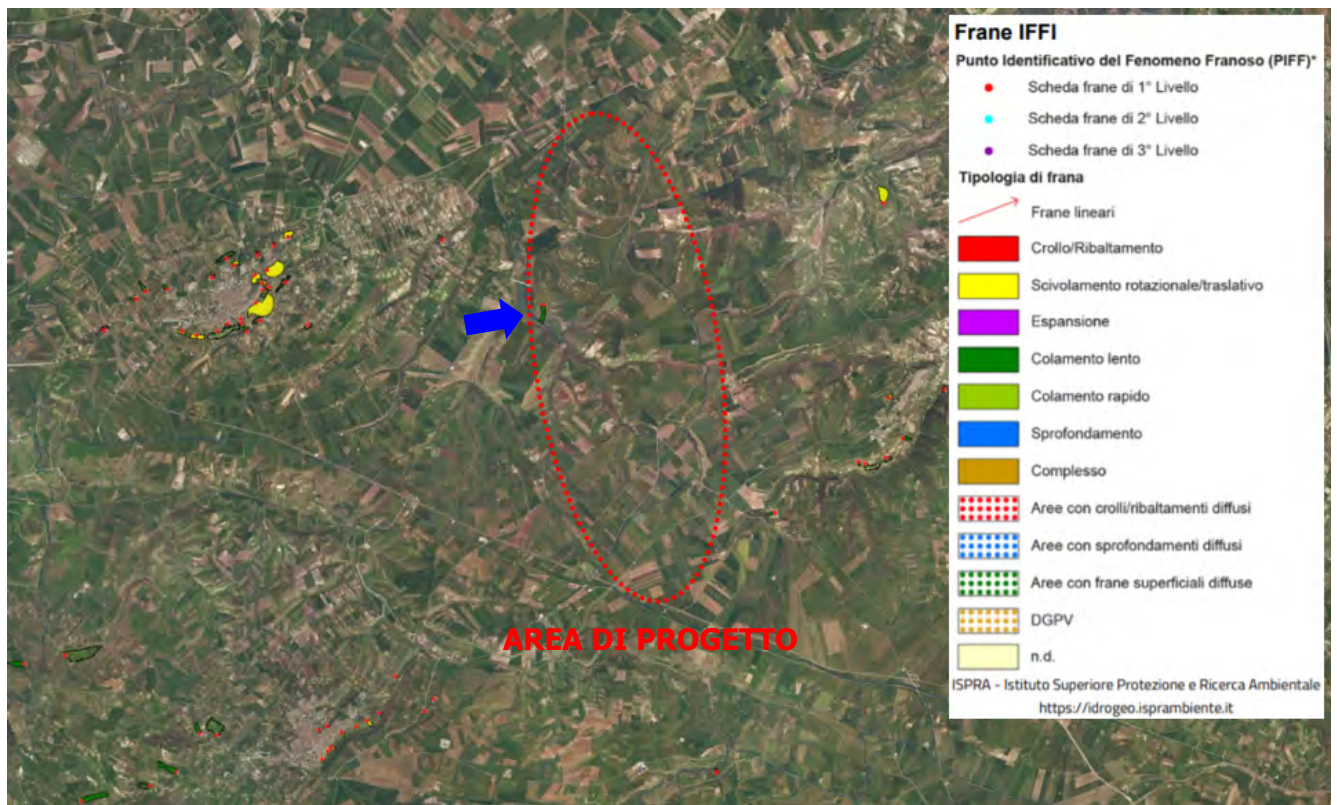 Frane IFFI
Punto Identificativo del Fenomeno Franoso (PIFF)*
Scheda frane di 1° Livello
Scheda frane di 2° Livello
Scheda frane di 3° Livello
Tipologia di frana
Frane lineari
Crollo/Ribaltamento
Scivolamento rotazionale/traslativo
Espansione
Colamento lento
Colamento rapido
Sprofondamento
Complesso
Aree con crolli/ribaltamenti diffusi
Aree con sprofondamenti diffusi
Aree con frane superficiali diffuse
DGPV
n.d.
ISPRA - Istituto Superiore Protezione e Ricerca Ambientale
https://idrogeo.isprambiente.it
AREA DI PROGETTO